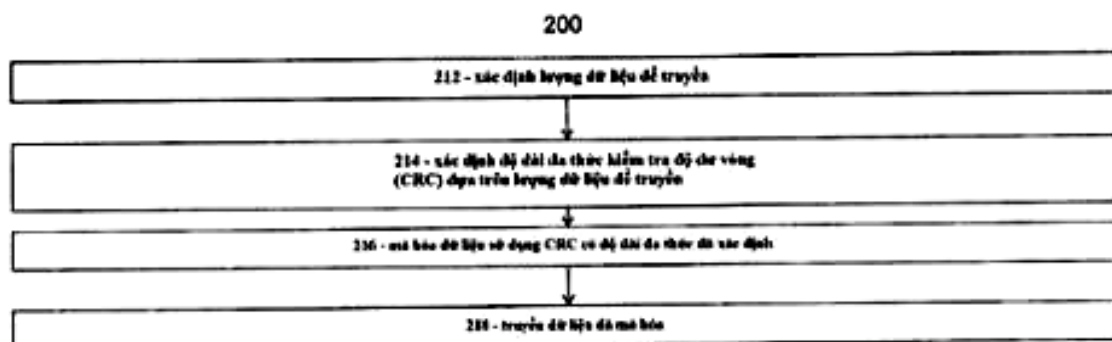 200
212 - xác định lượng dữ liệu để truyền
214 - xác định độ dài đa thức kiểm tra độ dư vòng
(CRC) dựa trên lượng dữ liệu để truyền
216 - mã hóa dữ liệu sử dụng CRC có độ dài đa thức đã xác định
218 - truyền dữ liệu đã mã hóa